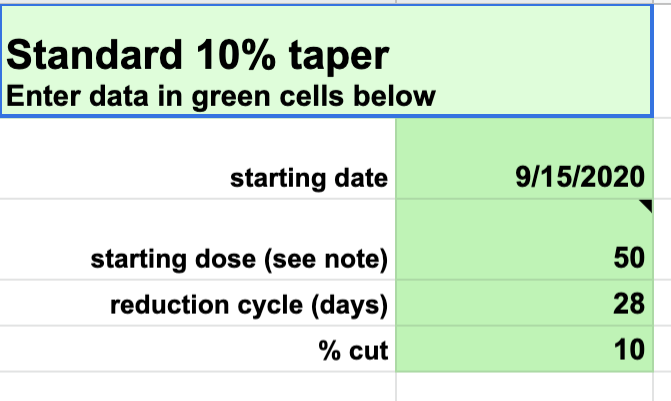 Standard 10% taper
Enter data in green cells below
starting date 9/15/2020
starting dose (see note) 50
reduction cycle (days) 28
% cut 10